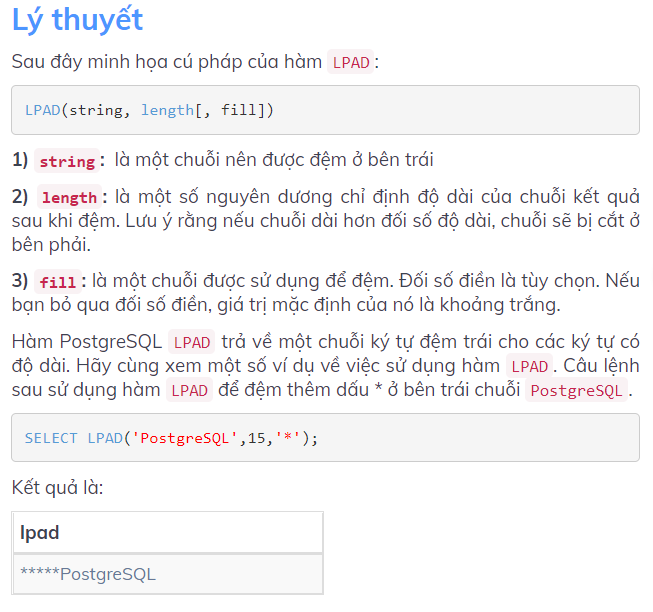 Lý thuyết
Sau đây minh họa cú pháp của hàm LPAD:
LPAD(string, length[, fill])
1) string: là một chuỗi nên được đệm ở bên trái
2) length: là một số nguyên dương chỉ định độ dài của chuỗi kết quả
sau khi đệm. Lưu ý rằng nếu chuỗi dài hơn đối số độ dài, chuỗi sẽ bị cắt ở
bên phải.
3) fill: là một chuỗi được sử dụng để đệm. Đối số điền là tùy chọn. Nếu
bạn bỏ qua đối số điền, giá trị mặc định của nó là khoảng trắng.
Hàm PostgreSQL LPAD trả về một chuỗi ký tự đệm trái cho các ký tự có
độ dài. Hãy cùng xem một số ví dụ về việc sử dụng hàm LPAD. Câu lệnh
sau sử dụng hàm LPAD để đệm thêm dấu * ở bên trái chuỗi PostgreSQL.
SELECT LPAD('PostgreSQL',15,'*');
Kết quả là:
lpad
*****PostgreSQL